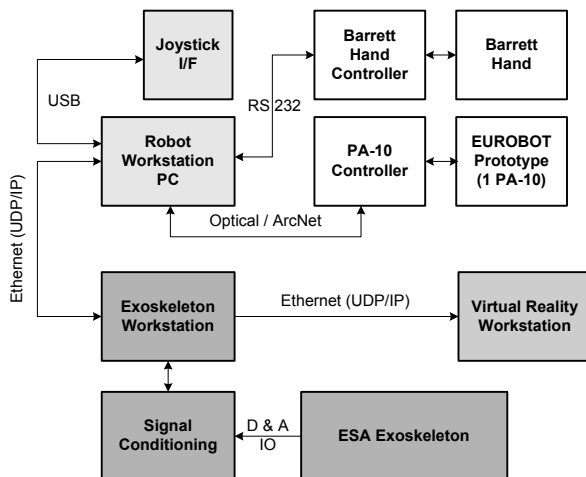 Joystick
I/F
Barrett
Hand
Controller
Barrett
Hand
USB
RS 232
Robot
Workstation
PC
PA-10
Controller
EUROBOT
Prototype
(1 PA-10)
Optical / ArcNet
Ethernet (UDP/IP)
Exoskeleton
Workstation
Ethernet (UDP/IP)
Virtual Reality
Workstation
Signal
Conditioning
D & A
IO
ESA Exoskeleton